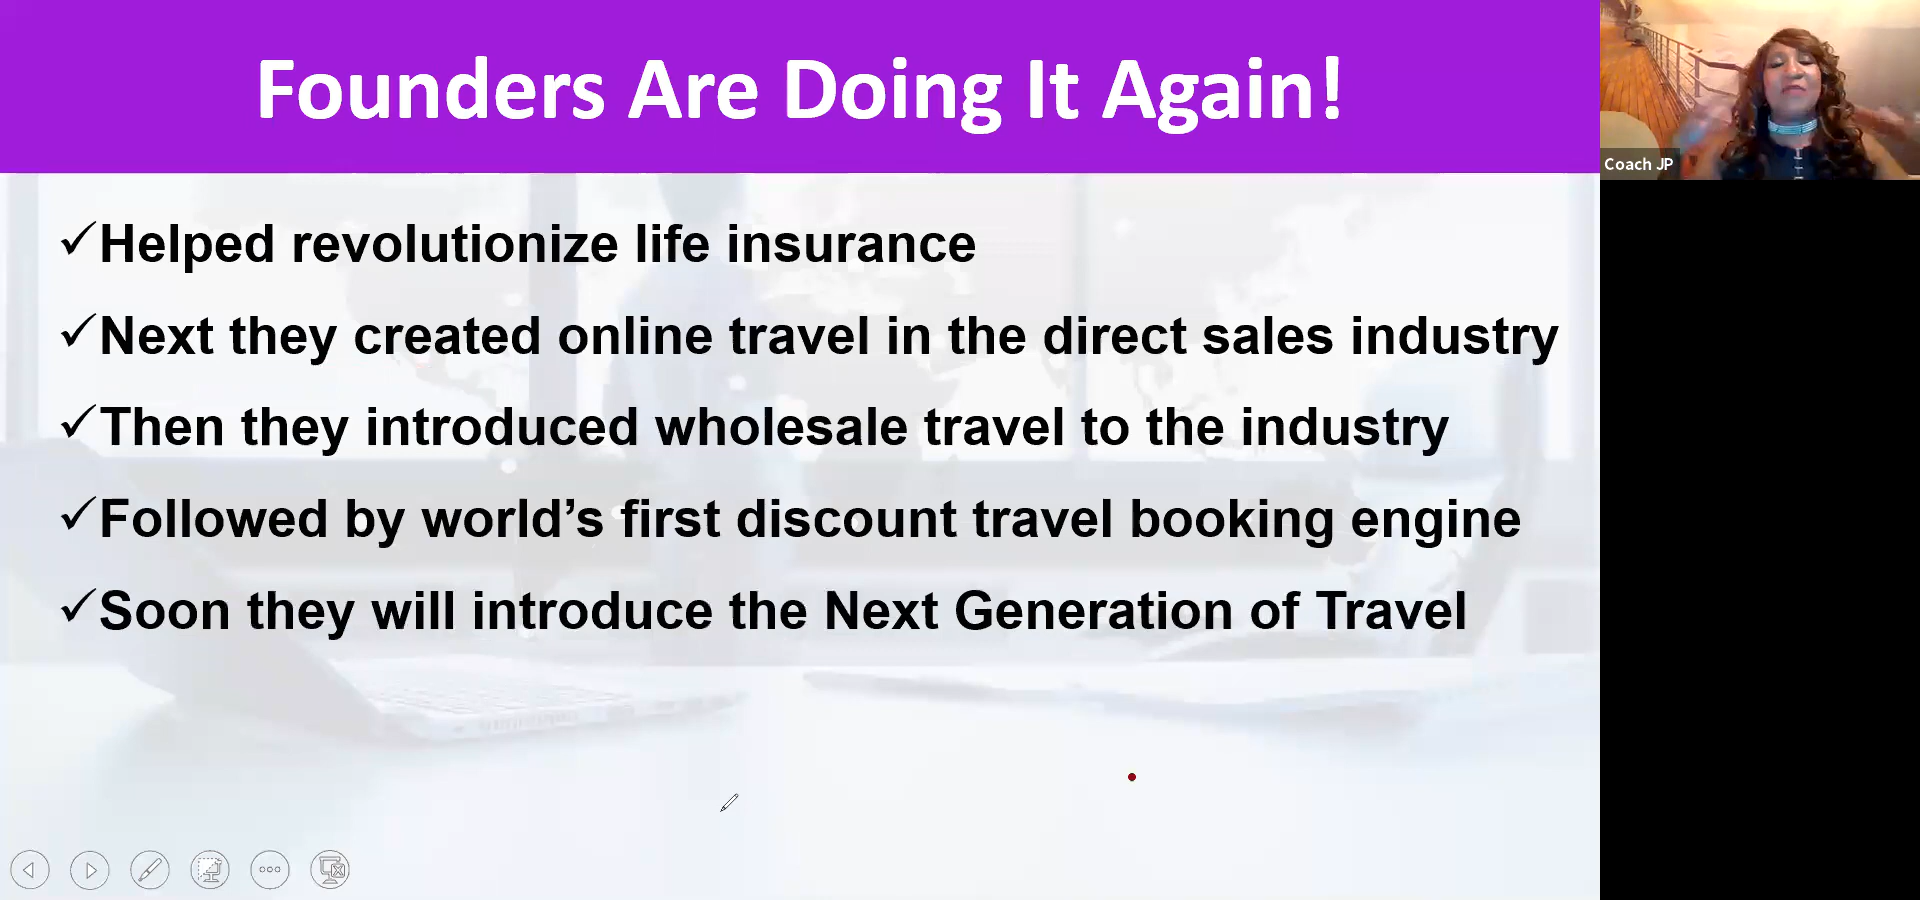 Founders Are Doing It Again!
✓Helped revolutionize life insurance
✓Next they created online travel in the direct sales industry
✓Then they introduced wholesale travel to the industry
✓Followed by world’s first discount travel booking engine
✓Soon they will introduce the Next Generation of Travel
Coach JP